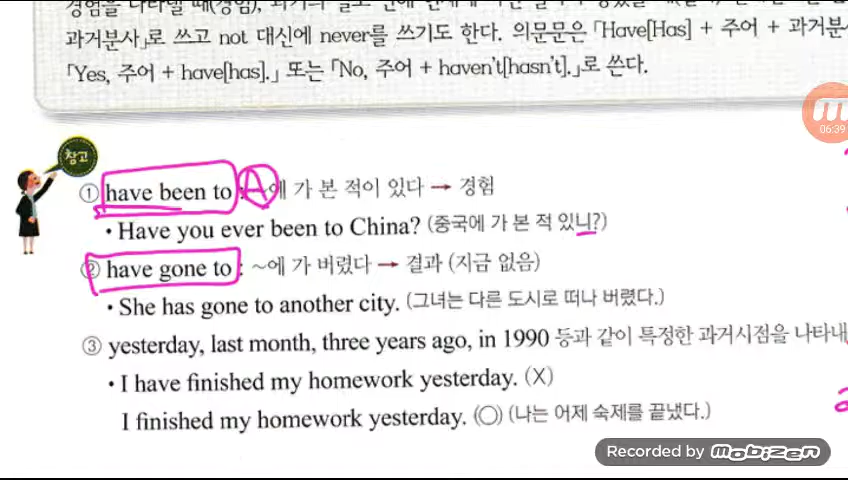 과거분사」로 쓰고 not 대신에 never를 쓰기도 한다. 의문문은 「Have[Has] + 주어 + 과거분
「Yes, 주어 + have[has].」 또는 「No, 주어 + haven't[hasn't].」로 쓴다.
06:39
참고
① have been to : A에 가 본 적이 있다 → 경험
• Have you ever been to China? (중국에 가 본 적 있니?)
② have gone to : ~에 가 버렸다 → 결과 (지금 없음)
• She has gone to another city. (그녀는 다른 도시로 떠나 버렸다.)
③ yesterday, last month, three years ago, in 1990 등과 같이 특정한 과거시점을 나타내
• I have finished my homework yesterday. (X)
I finished my homework yesterday. (○) (나는 어제 숙제를 끝냈다.)
Recorded by mobizen